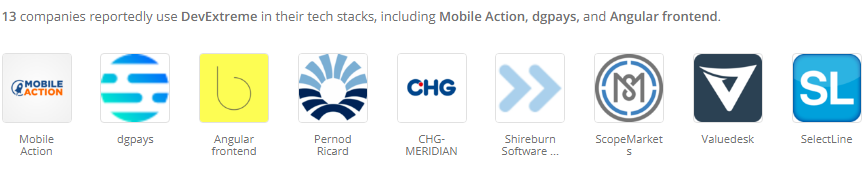 13 companies reportedly use DevExtreme in their tech stacks, including Mobile Action, dgpays, and Angular frontend.
MOBILE
ACTION
b
CHG
M
SL
Mobile
Action
dgpays
Angular
frontend
Pernod
Ricard
CHG-
MERIDIAN
Shireburn
Software ...
ScopeMarket
s
Valuedesk
SelectLine